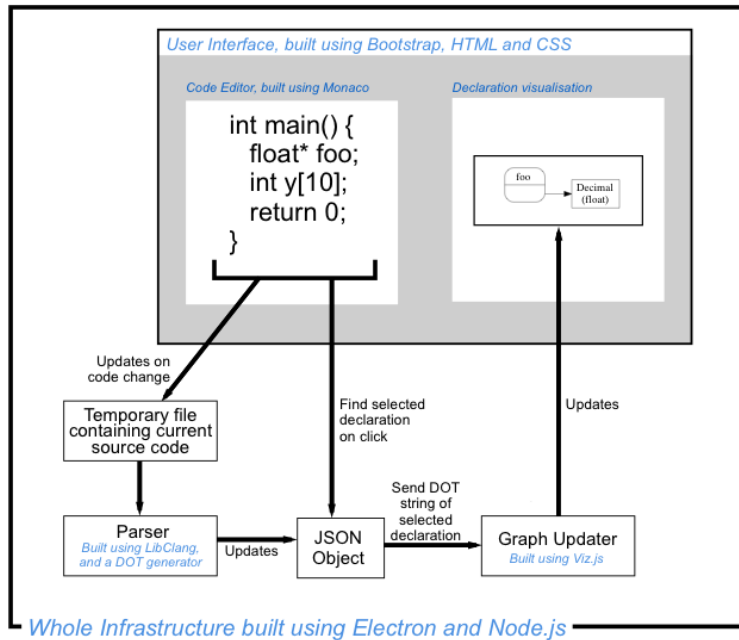 User Interface, built using Bootstrap, HTML and CSS
Code Editor, built using Monaco
Declaration visualisation
int main() {
float* foo;
int y[10];
return 0;
}
foo
Decimal
(float)
Updates on
code change
Temporary file
containing current
source code
Find selected
declaration
on click
Updates
Parser
Built using LibClang,
and a DOT generator
Updates
JSON
Object
Send DOT
string of
selected
declaration
Graph Updater
Built using Viz.js
Whole Infrastructure built using Electron and Node.js